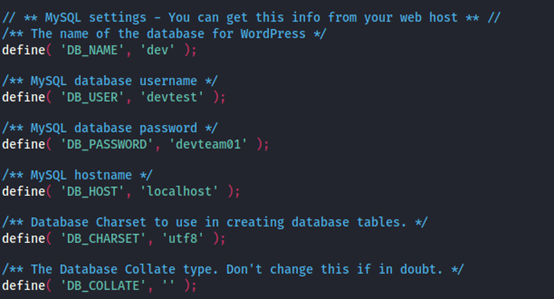 // ** MySQL settings - You can get this info from your web host ** //
/** The name of the database for WordPress */
define( 'DB_NAME', 'dev' );
/** MySQL database username */
define( 'DB_USER', 'devtest' );
/** MySQL database password */
define( 'DB_PASSWORD', 'devteam01' );
/** MySQL hostname */
define( 'DB_HOST', 'localhost' );
/** Database Charset to use in creating database tables. */
define( 'DB_CHARSET', 'utf8' );
/** The Database Collate type. Don't change this if in doubt. */
define( 'DB_COLLATE', '' );